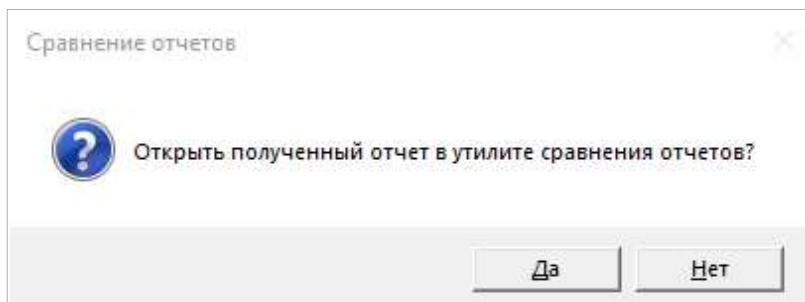 Сравнение отчетов
Открыть полученный отчет в утилите сравнения отчетов?
Да
Нет